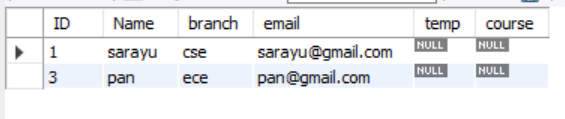 ID Name branch email temp course
1 sarayu cse sarayu@gmail.com NULL NULL
3 pan ece pan@gmail.com NULL NULL